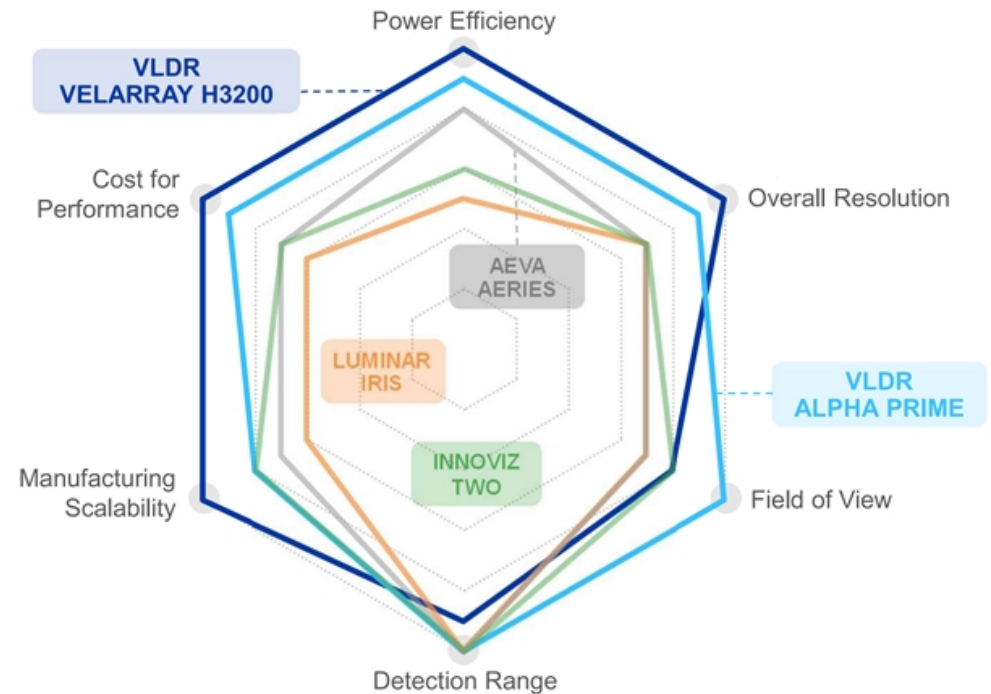 Power Efficiency
VLDR
VELARRAY H3200
Cost for
Performance
Overall Resolution
AEVA
AERIES
LUMINAR
IRIS
VLDR
ALPHA PRIME
INNOVIZ
TWO
Manufacturing
Scalability
Field of View
Detection Range